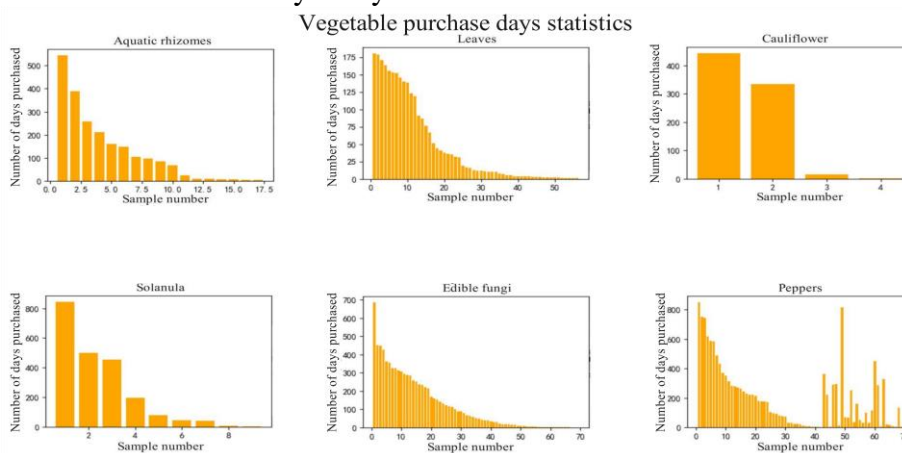 Vegetable purchase days statistics
Aquatic rhizomes
Number of days purchased
500
400
300
200
100
0
0. 0 2. 5 5. 0 7. 5 10. 0 12. 5 15. 0 17. 5
Sample number
Leaves
Number of days purchased
175
150
125
100
75
50
25
0
0 10 20 30 40 50
Sample number
Cauliflower
Number of days purchased
400
300
200
100
0
1 2 3 4
Sample number
Solanula
Number of days purchased
800
600
400
200
0
2 4 6 8
Sample number
Edible fungi
Number of days purchased
700
600
500
400
300
200
100
0
0 10 20 30 40 50 60 70
Sample number
Peppers
Number of days purchased
800
600
400
200
0
0 10 20 30 40 50 60
Sample number